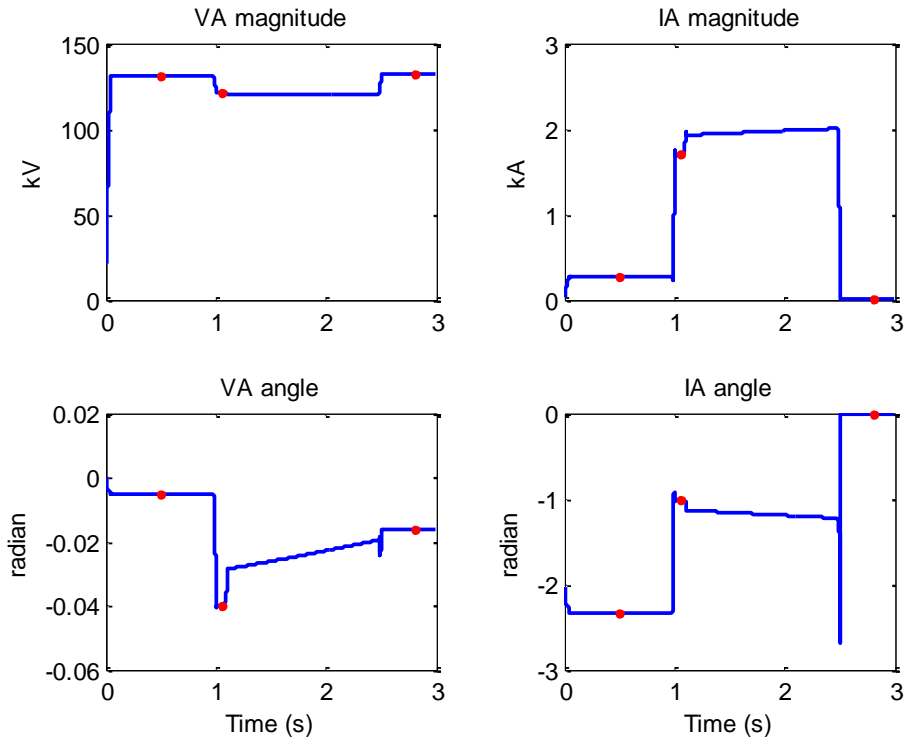 VA magnitude
150
100
50
0
kV
0 1 2 3
IA magnitude
3
2
1
0
kA
0 1 2 3
VA angle
0.02
0
-0.02
-0.04
-0.06
radian
0 1 2 3
Time (s)
IA angle
0
-1
-2
-3
radian
0 1 2 3
Time (s)